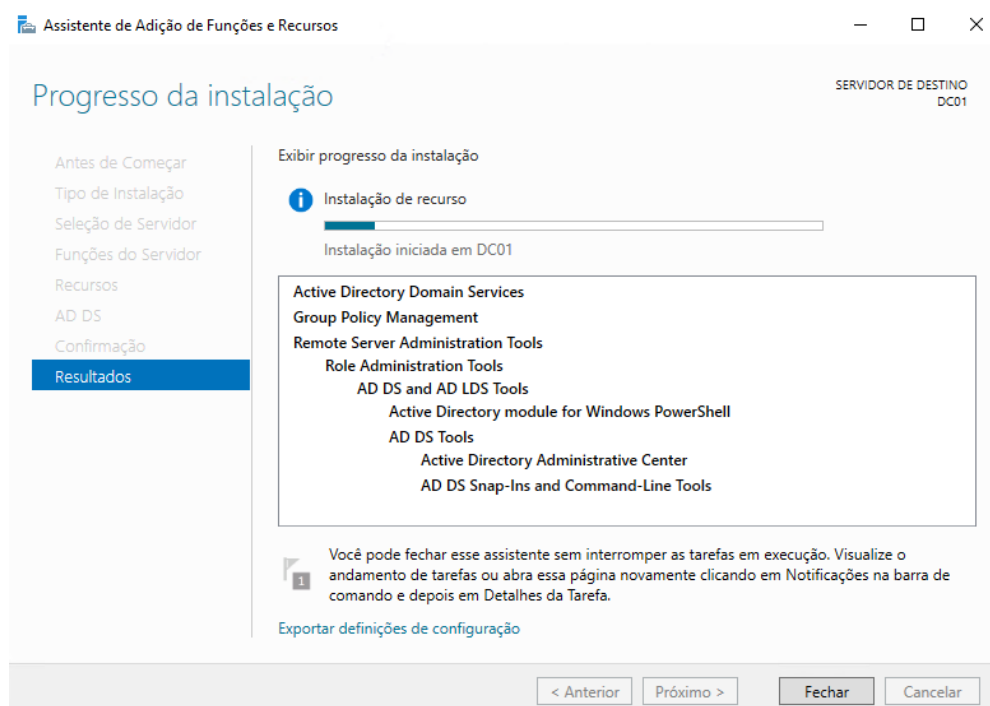 Assistente de Adição de Funções e Recursos
Progresso da instalação
SERVIDOR DE DESTINO
DC01
Antes de Começar
Tipo de Instalação
Seleção de Servidor
Funções do Servidor
Recursos
AD DS
Confirmação
Resultados
Exibir progresso da instalação
Instalação de recurso
Instalação iniciada em DC01
Active Directory Domain Services
Group Policy Management
Remote Server Administration Tools
Role Administration Tools
AD DS and AD LDS Tools
Active Directory module for Windows PowerShell
AD DS Tools
Active Directory Administrative Center
AD DS Snap-Ins and Command-Line Tools
1
Você pode fechar esse assistente sem interromper as tarefas em execução. Visualize o
andamento de tarefas ou abra essa página novamente clicando em Notificações na barra de
comando e depois em Detalhes da Tarefa.
Exportar definições de configuração
< Anterior
Próximo >
Fechar
Cancelar